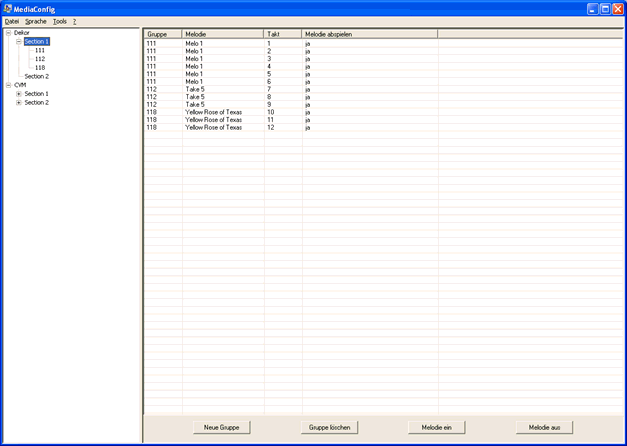 MediaConfig
Datei Sprache Tools ?
Dekor
Section 1
111
112
118
Section 2
CVM
Section 1
Section 2
Gruppe Melodie Takt Melodie abspielen
111 Melo 1 1 ja
111 Melo 1 2 ja
111 Melo 1 3 ja
111 Melo 1 4 ja
111 Melo 1 5 ja
111 Melo 1 6 ja
112 Take 5 7 ja
112 Take 5 8 ja
112 Take 5 9 ja
118 Yellow Rose of Texas 10 ja
118 Yellow Rose of Texas 11 ja
118 Yellow Rose of Texas 12 ja
Neue Gruppe Gruppe löschen Melodie ein Melodie aus